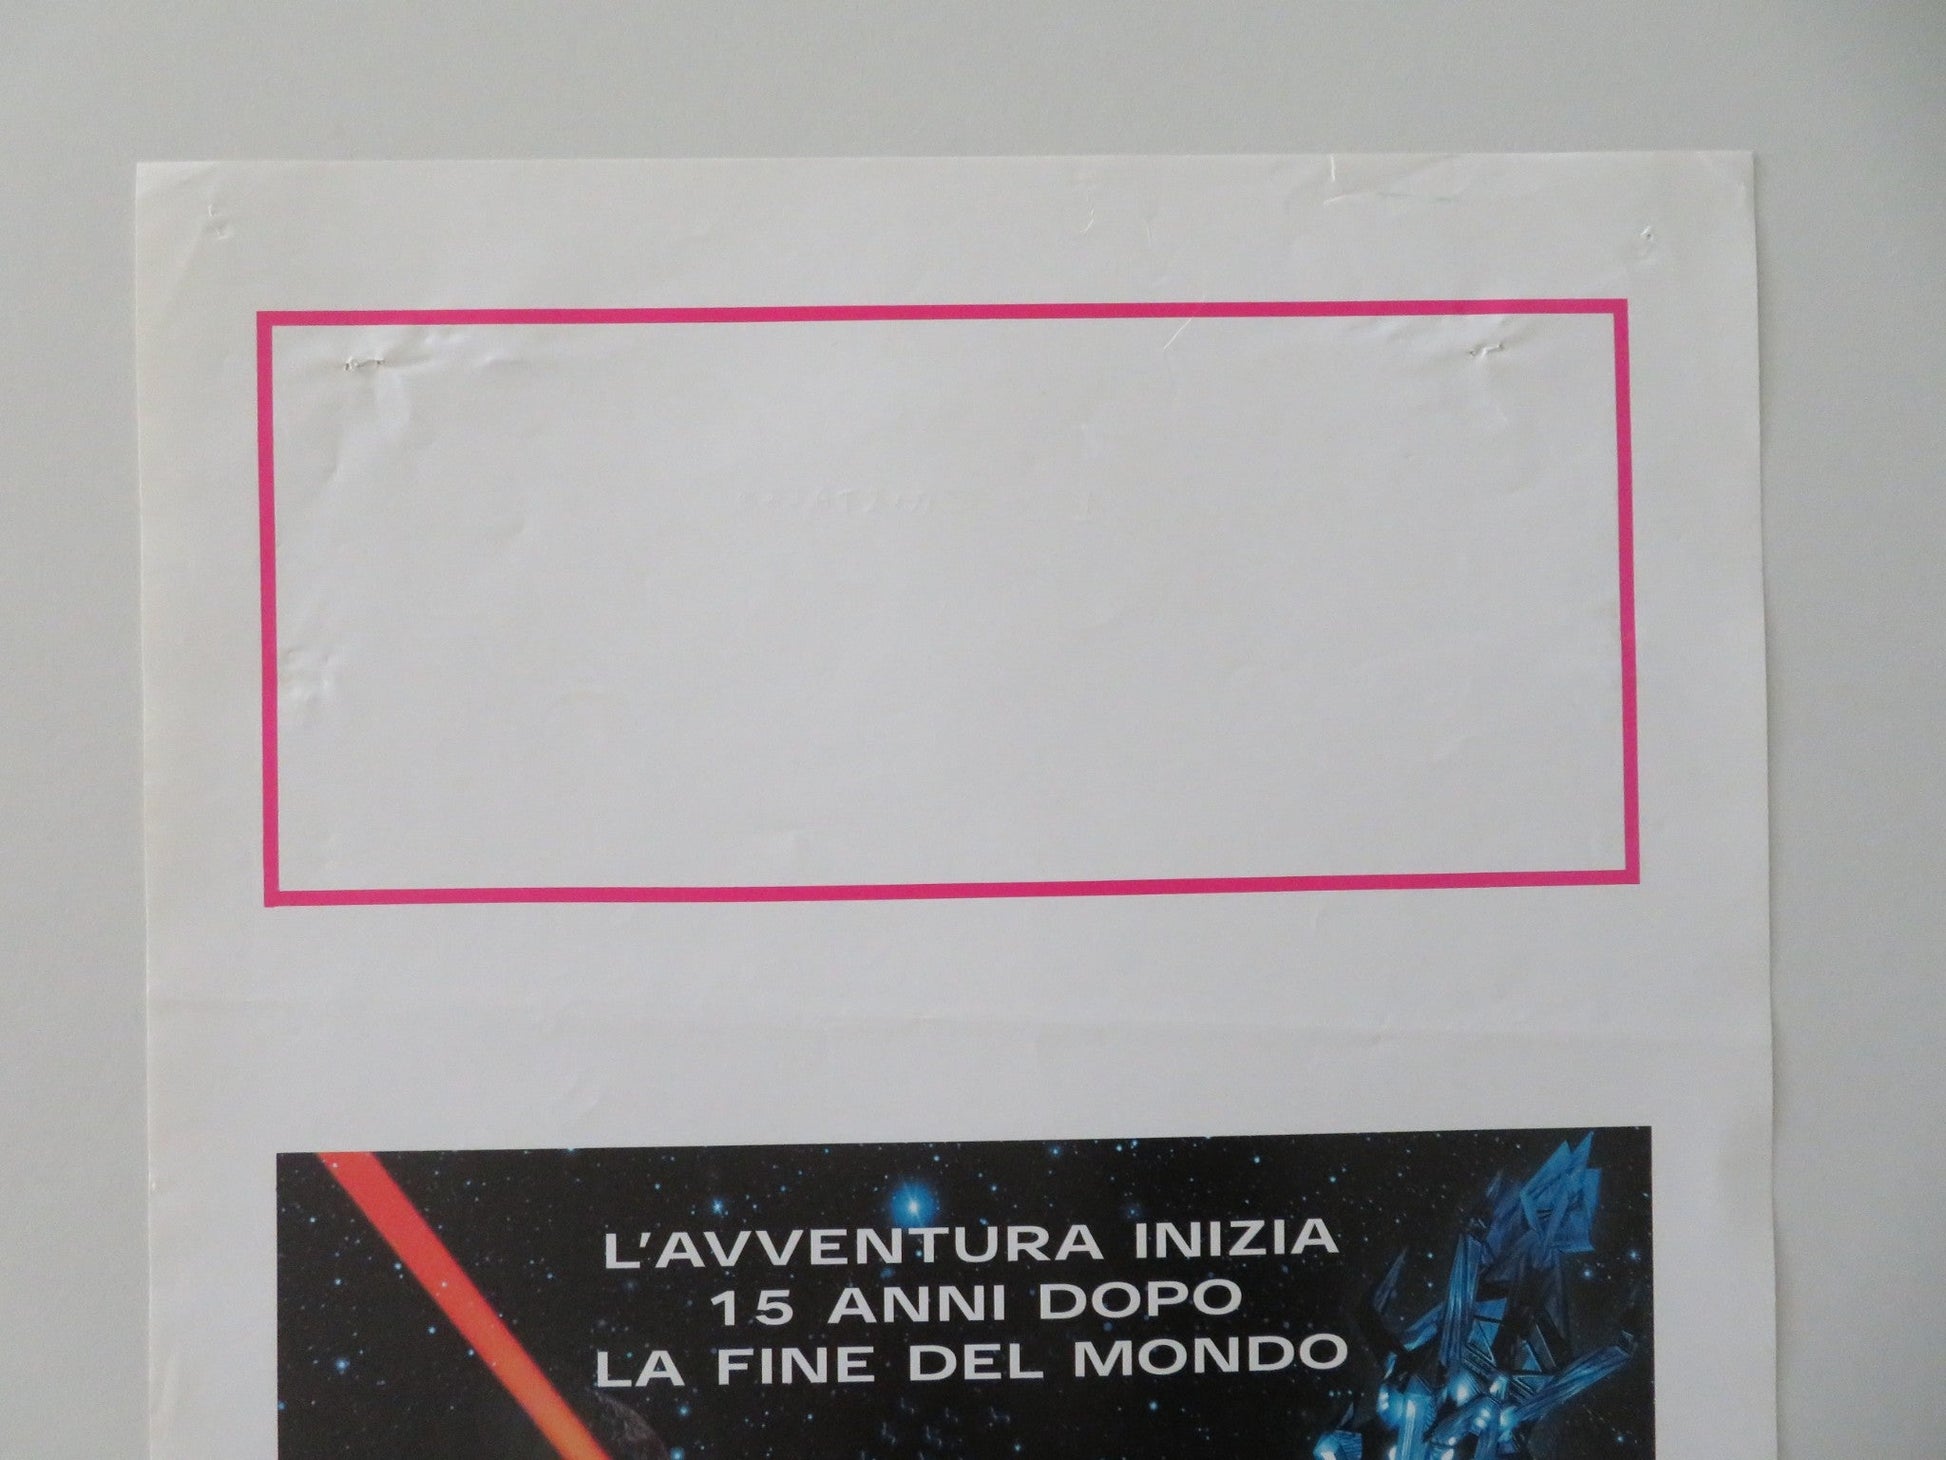 L'AVVENTURA INIZIA
15 ANNI DOPO
LA FINE DEL MONDO